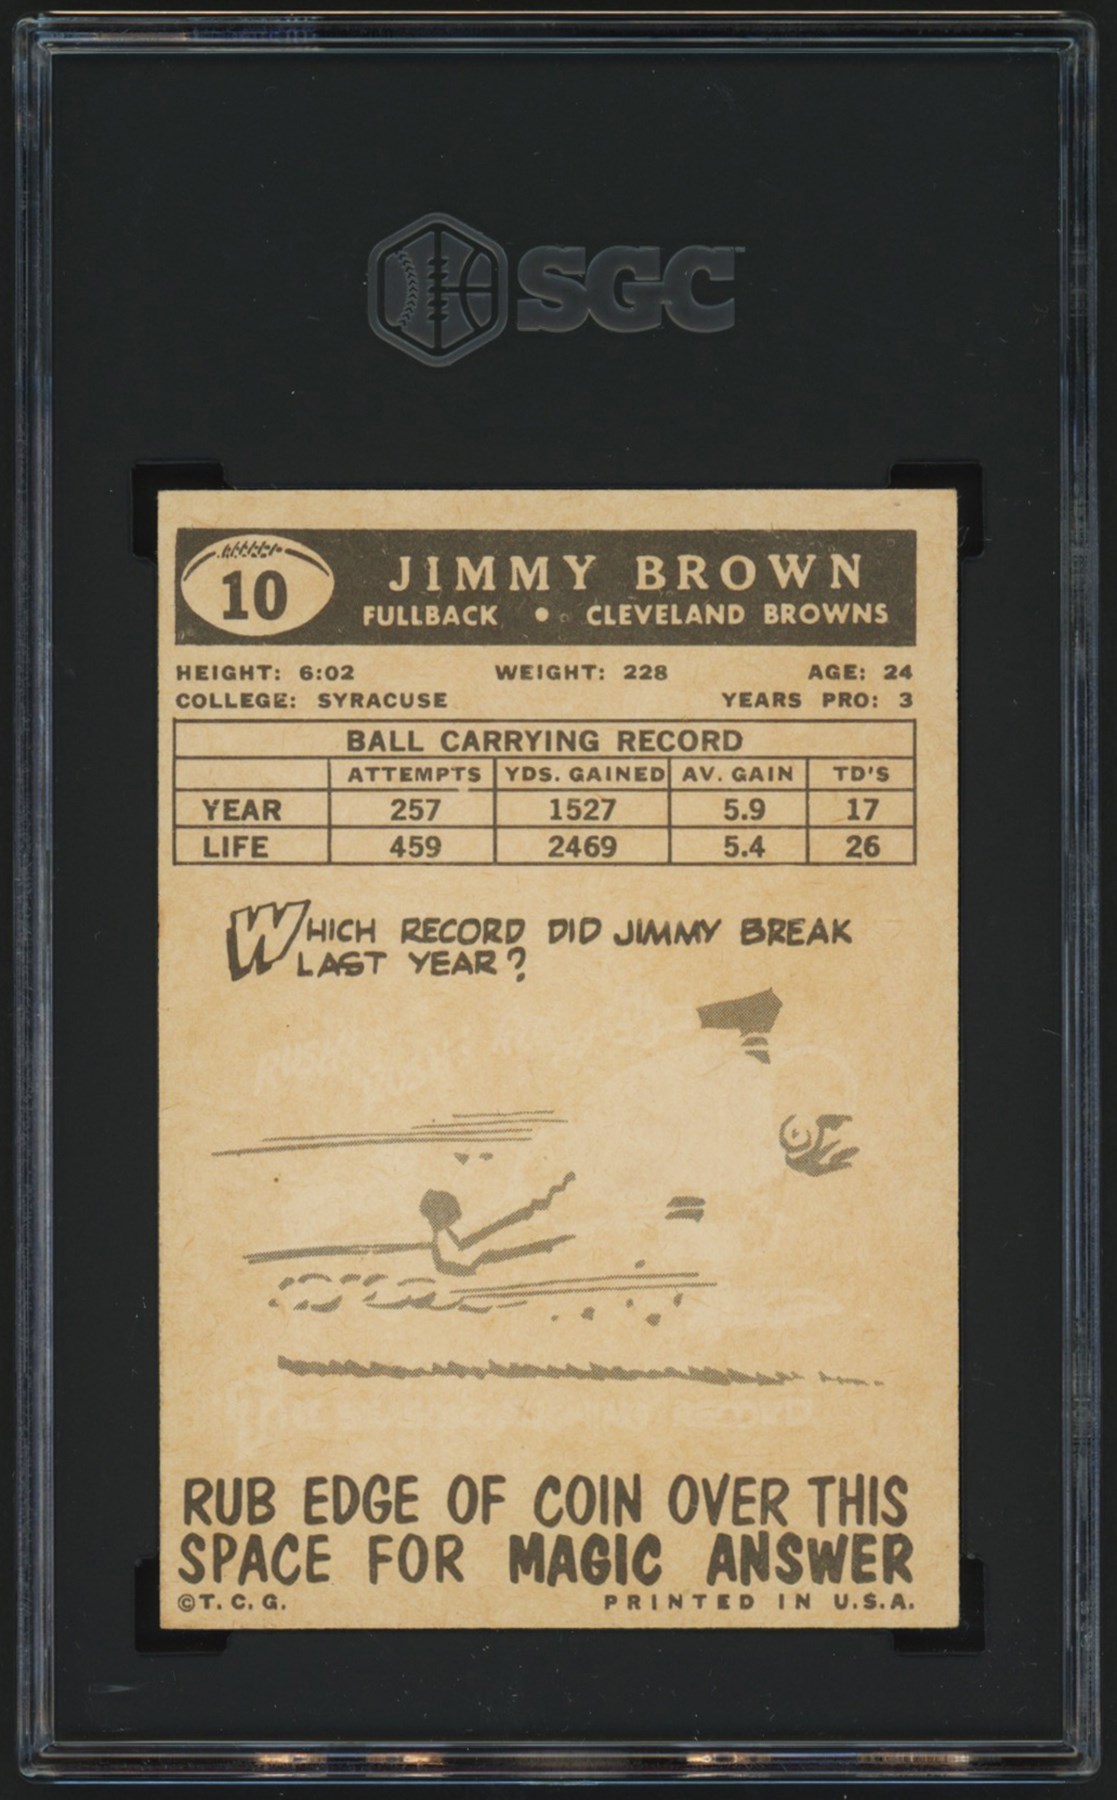 SGC
10
JIMMY BROWN
FULLBACK • CLEVELAND BROWNS
HEIGHT: 6:02 WEIGHT: 228 AGE: 24
COLLEGE: SYRACUSE YEARS PRO: 3
BALL CARRYING RECORD
ATTEMPTS YDS. GAINED AV. GAIN TD'S
YEAR 257 1527 5.9 17
LIFE 459 2469 5.4 26
WHICH RECORD DID JIMMY BREAK
LAST YEAR?
RECORD
RUB EDGE OF COIN OVER THIS
SPACE FOR MAGIC ANSWER
©T. C. G. PRINTED IN U.S.A.